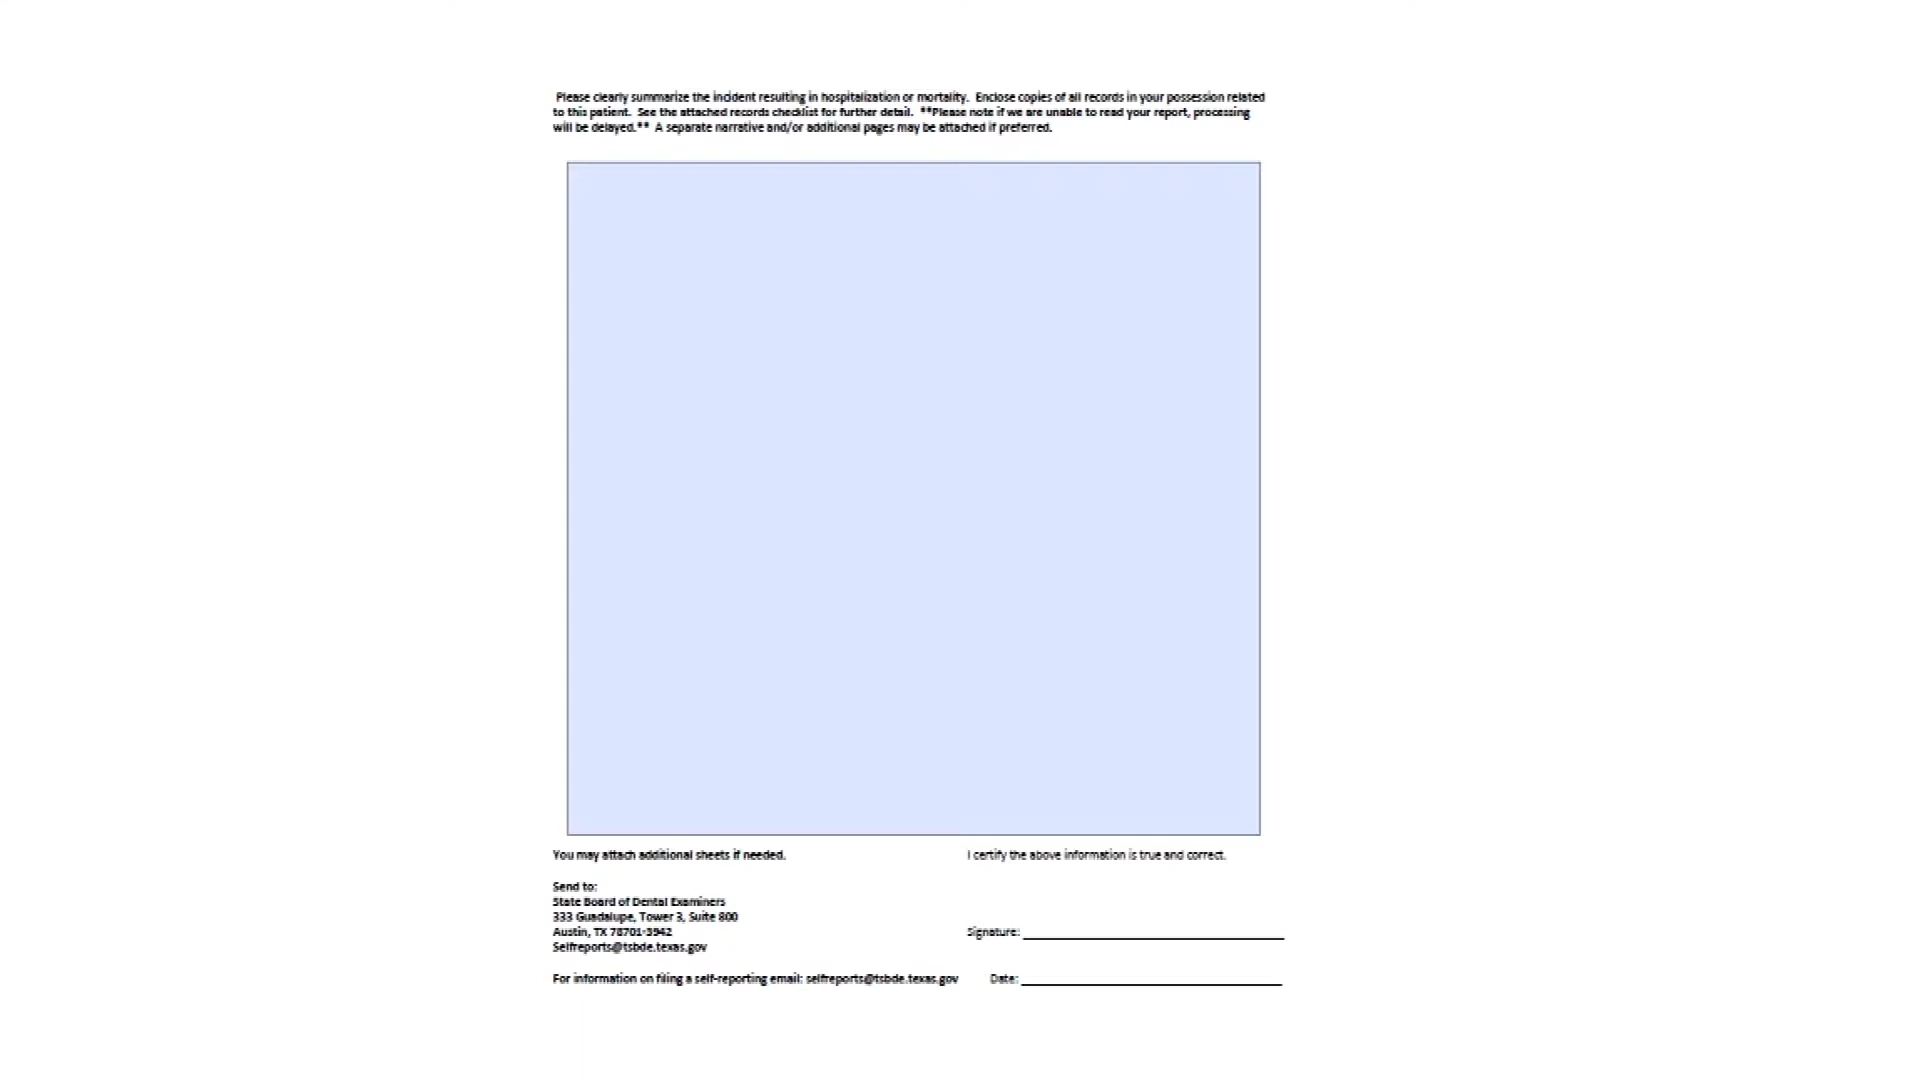 Please clearly summarize the incident resulting in hospitalization or mortality. Enclose copies of all records in your possession related
to this patient. See the attached records checklist for further detail. **Please note if we are unable to read your report, processing
will be delayed.** A separate narrative and/or additional pages may be attached if preferred.
You may attach additional sheets if needed.
I certify the above information is true and correct.
Send to:
State Board of Dental Examiners
333 Guadalupe, Tower 3, Suite 800
Austin, TX 78701-3942
Selfreports@tsbde.texas.gov
Signature:
For information on filing a self-reporting email: selfreports@tsbde.texas.gov
Date: